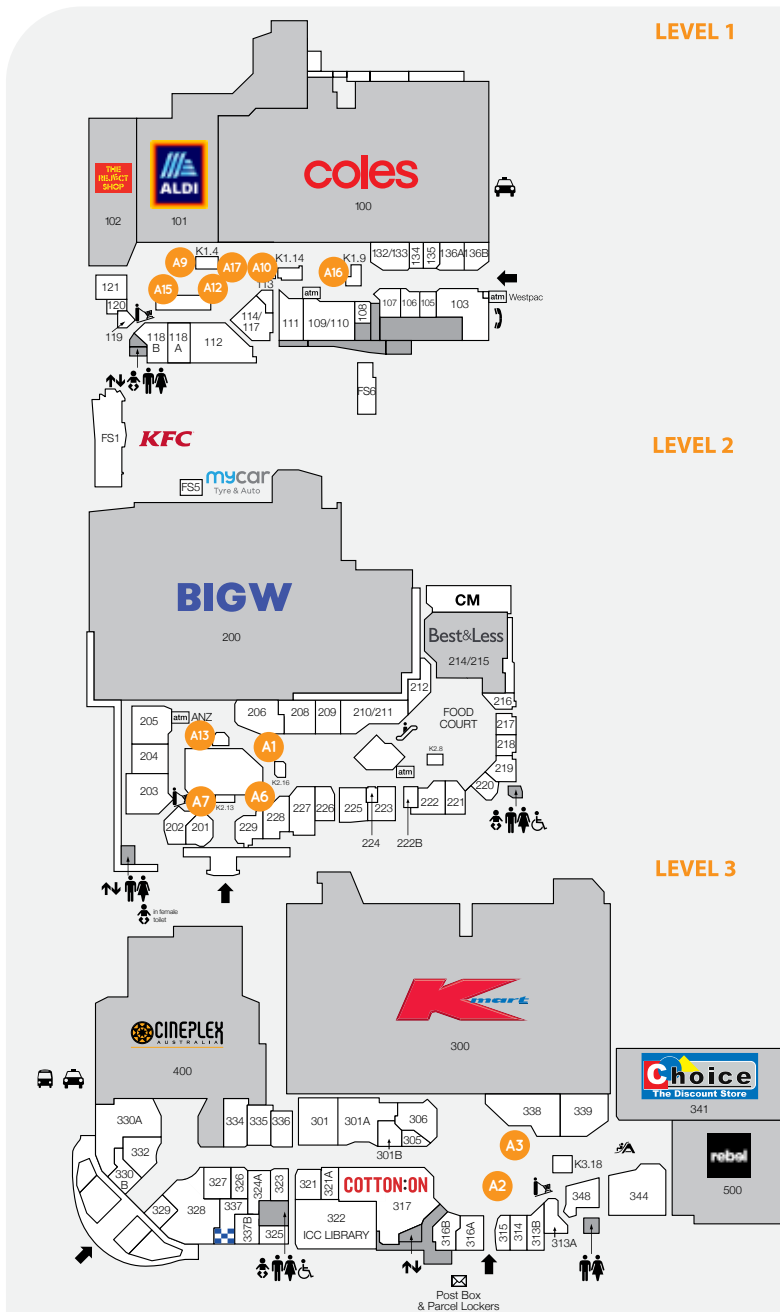 LEVEL 1
THE
REJECT
SHOP
102
ALDI
101
coles
100
K1.4
K1.14
K1.9
132/133
134
135
136A
136B
A9
A17
A10
A16
A15
A12
113
121
120
119
114/
117
111
atm
109/110
108
107
106
105
103
atm
Westpac
118
B
118
A
112
FS6
FS1
KFC
LEVEL 2
FS5
mycar
Tyre & Auto
BIGW
200
CM
Best&Less
214/215
212
216
217
218
219
220
FOOD
COURT
205
204
203
atm
ANZ
206
208
209
210/211
A13
A1
K2.16
K2.8
atm
A7
K2.13
A6
202
201
229
228
227
226
225
224
223
222B
222
221
in female
toilet
LEVEL 3
CINEPLEX
AUSTRALIA
400
Kmart
300
Choice
The Discount Store
341
rebel
500
330A
332
330
B
334
335
336
301
301A
301B
306
305
338
339
A3
A2
K3.18
348
344
329
328
327
326
324A
323
337
337B
325
321
321A
COTTON:ON
317
322
ICC LIBRARY
316B
316A
315
314
313B
313A
Post Box
& Parcel Lockers